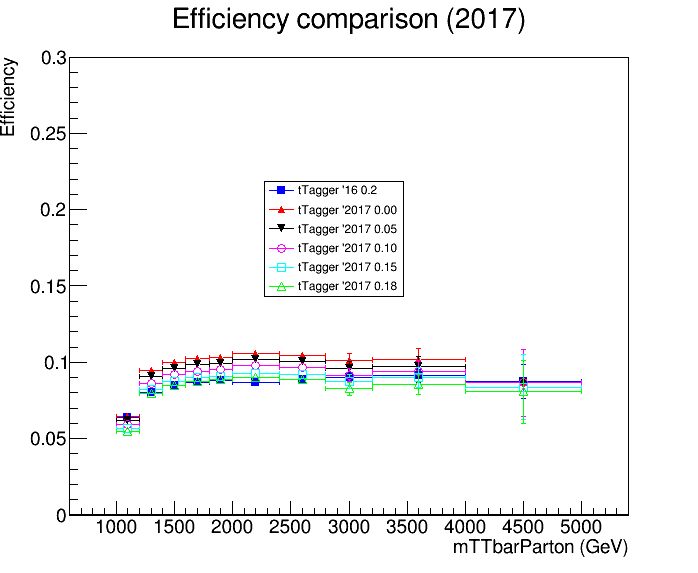 Efficiency comparison (2017)
Efficiency
0.3
0.25
0.2
0.15
0.1
0.05
0
tTagger '16 0.2
tTagger '2017 0.00
tTagger '2017 0.05
tTagger '2017 0.10
tTagger '2017 0.15
tTagger '2017 0.18
1000 1500 2000 2500 3000 3500 4000 4500 5000
mTTbarParton (GeV)